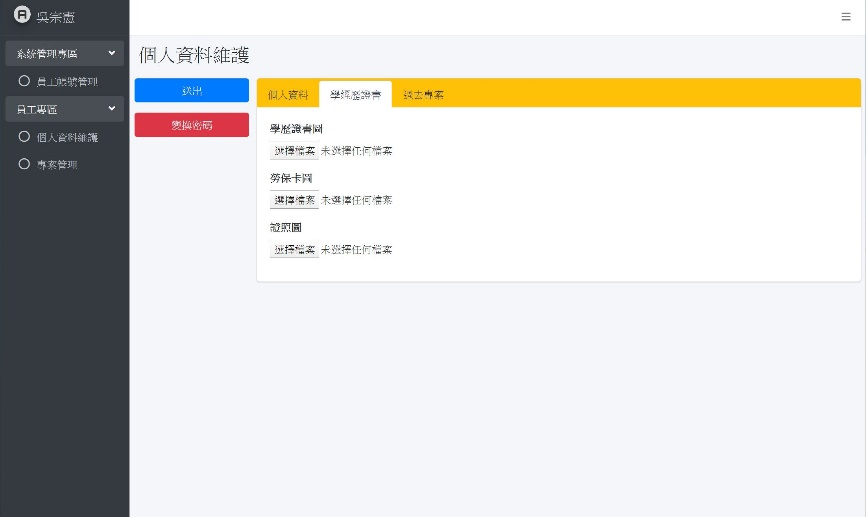 吳宗憲
系統管理專區
員工帳號管理
員工專區
個人資料維護
專案管理
個人資料維護
送出
變換密碼
個人資料
學經歷證書
過去專案
學歷證書圖
選擇檔案 未選擇任何檔案
勞保卡圖
選擇檔案 未選擇任何檔案
證照圖
選擇檔案 未選擇任何檔案